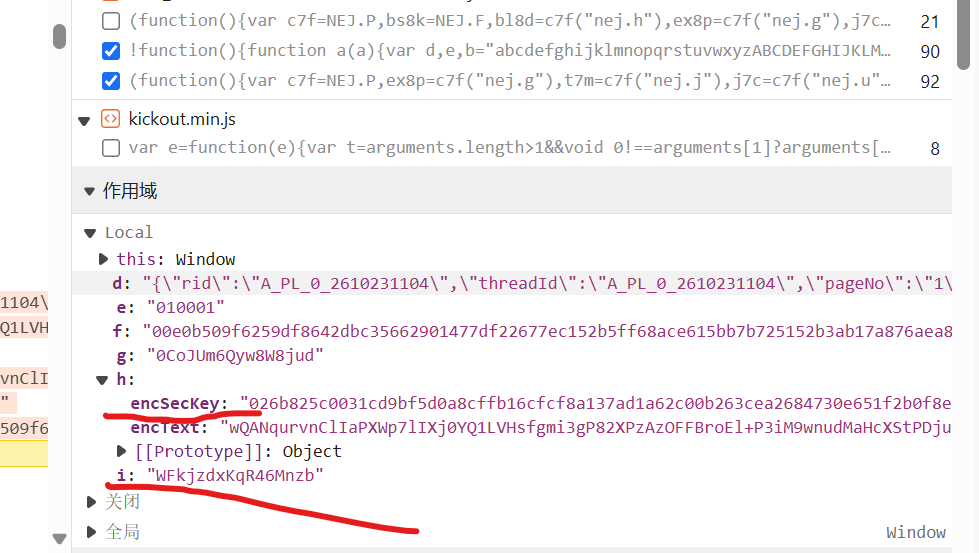 (function(){var c7f=NEJ.P,bs8k=NEJ.F,bl8d=c7f("nej.h"),ex8p=c7f("nej.g"),j7c=… 21
!function(){function a(a){var d,e,b="abcdefghijklmnopqrstuvwxyzABCDEFGHIJKLM… 90
(function(){var c7f=NEJ.P,ex8p=c7f("nej.g"),t7m=c7f("nej.j"),j7c=c7f("nej.u"… 92
kickout.min.js
var e=function(e){var t=arguments.length>1&&void 0!==arguments[1]?arguments[… 8
作用域
Local
this: Window
d: "{\"rid\":\"A_PL_0_2610231104\",\"threadId\":\"A_PL_0_2610231104\",\"pageNo\":\"1\
e: "010001"
1104\
f: "00e0b509f6259df8642dbc35662901477df22677ec152b5ff68ace615bb7b725152b3ab17a876aea8
Q1LVH
g: "0CoJUm6Qyw8W8jud"
vnClI
h:
"
encSecKey: "026b825c0031cd9bf5d0a8cffb16cfcf8a137ad1a62c00b263cea2684730e651f2b0f8e
509f6
encText: "wQANqurvnClIaPXWp7lIXj0YQ1LVHsfgmi3gP82XPzAzOFFBroEl+P3iM9wnudMaHcXStPDju
[[Prototype]]: Object
i: "WFkjzdxKqR46Mnzb"
关闭
全局 Window